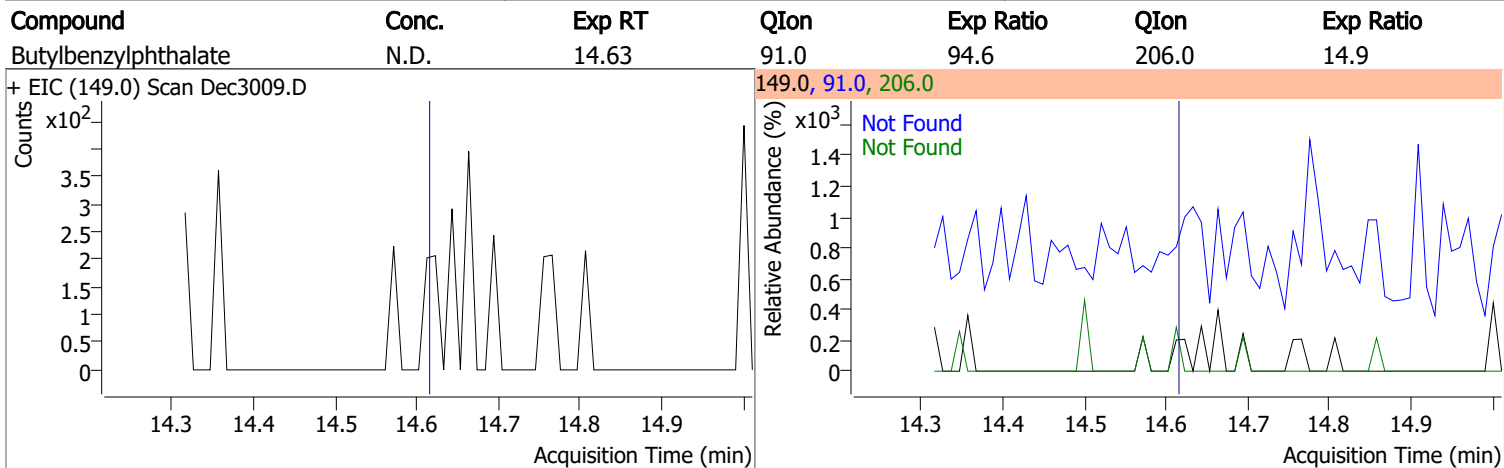 Compound Conc. Exp RT QIon Exp Ratio QIon Exp Ratio
Butylbenzylphthalate N.D. 14.63 91.0 94.6 206.0 14.9
+ EIC (149.0) Scan Dec3009.D
Counts
x10²
3.5
3
2.5
2
1.5
1
0.5
0
14.3 14.4 14.5 14.6 14.7 14.8 14.9
Acquisition Time (min)
149.0, 91.0, 206.0
Relative Abundance (%)
x10³
Not Found
Not Found
1.4
1.2
1
0.8
0.6
0.4
0.2
0
14.3 14.4 14.5 14.6 14.7 14.8 14.9
Acquisition Time (min)